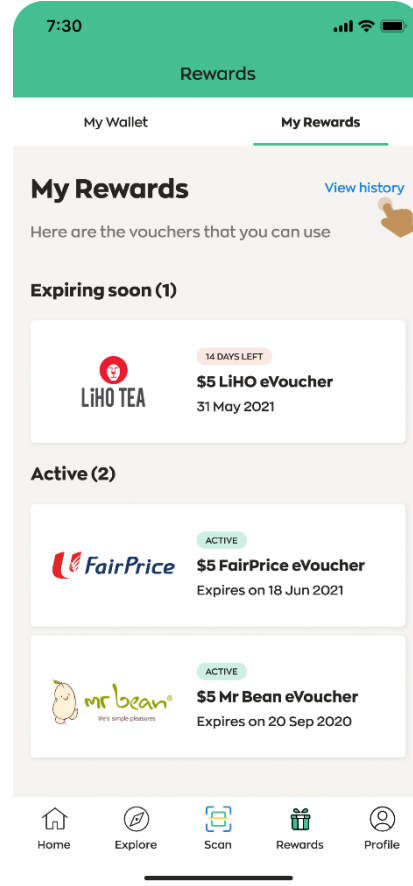 7:30
Rewards
My Wallet
My Rewards
My Rewards
View history
Here are the vouchers that you can use
Expiring soon (1)
LiHO TEA
14 DAYS LEFT
$5 LiHO eVoucher
31 May 2021
Active (2)
FairPrice
ACTIVE
$5 FairPrice eVoucher
Expires on 18 Jun 2021
mr bean®
life's simple pleasures
ACTIVE
$5 Mr Bean eVoucher
Expires on 20 Sep 2020
Home
Explore
Scan
Rewards
Profile